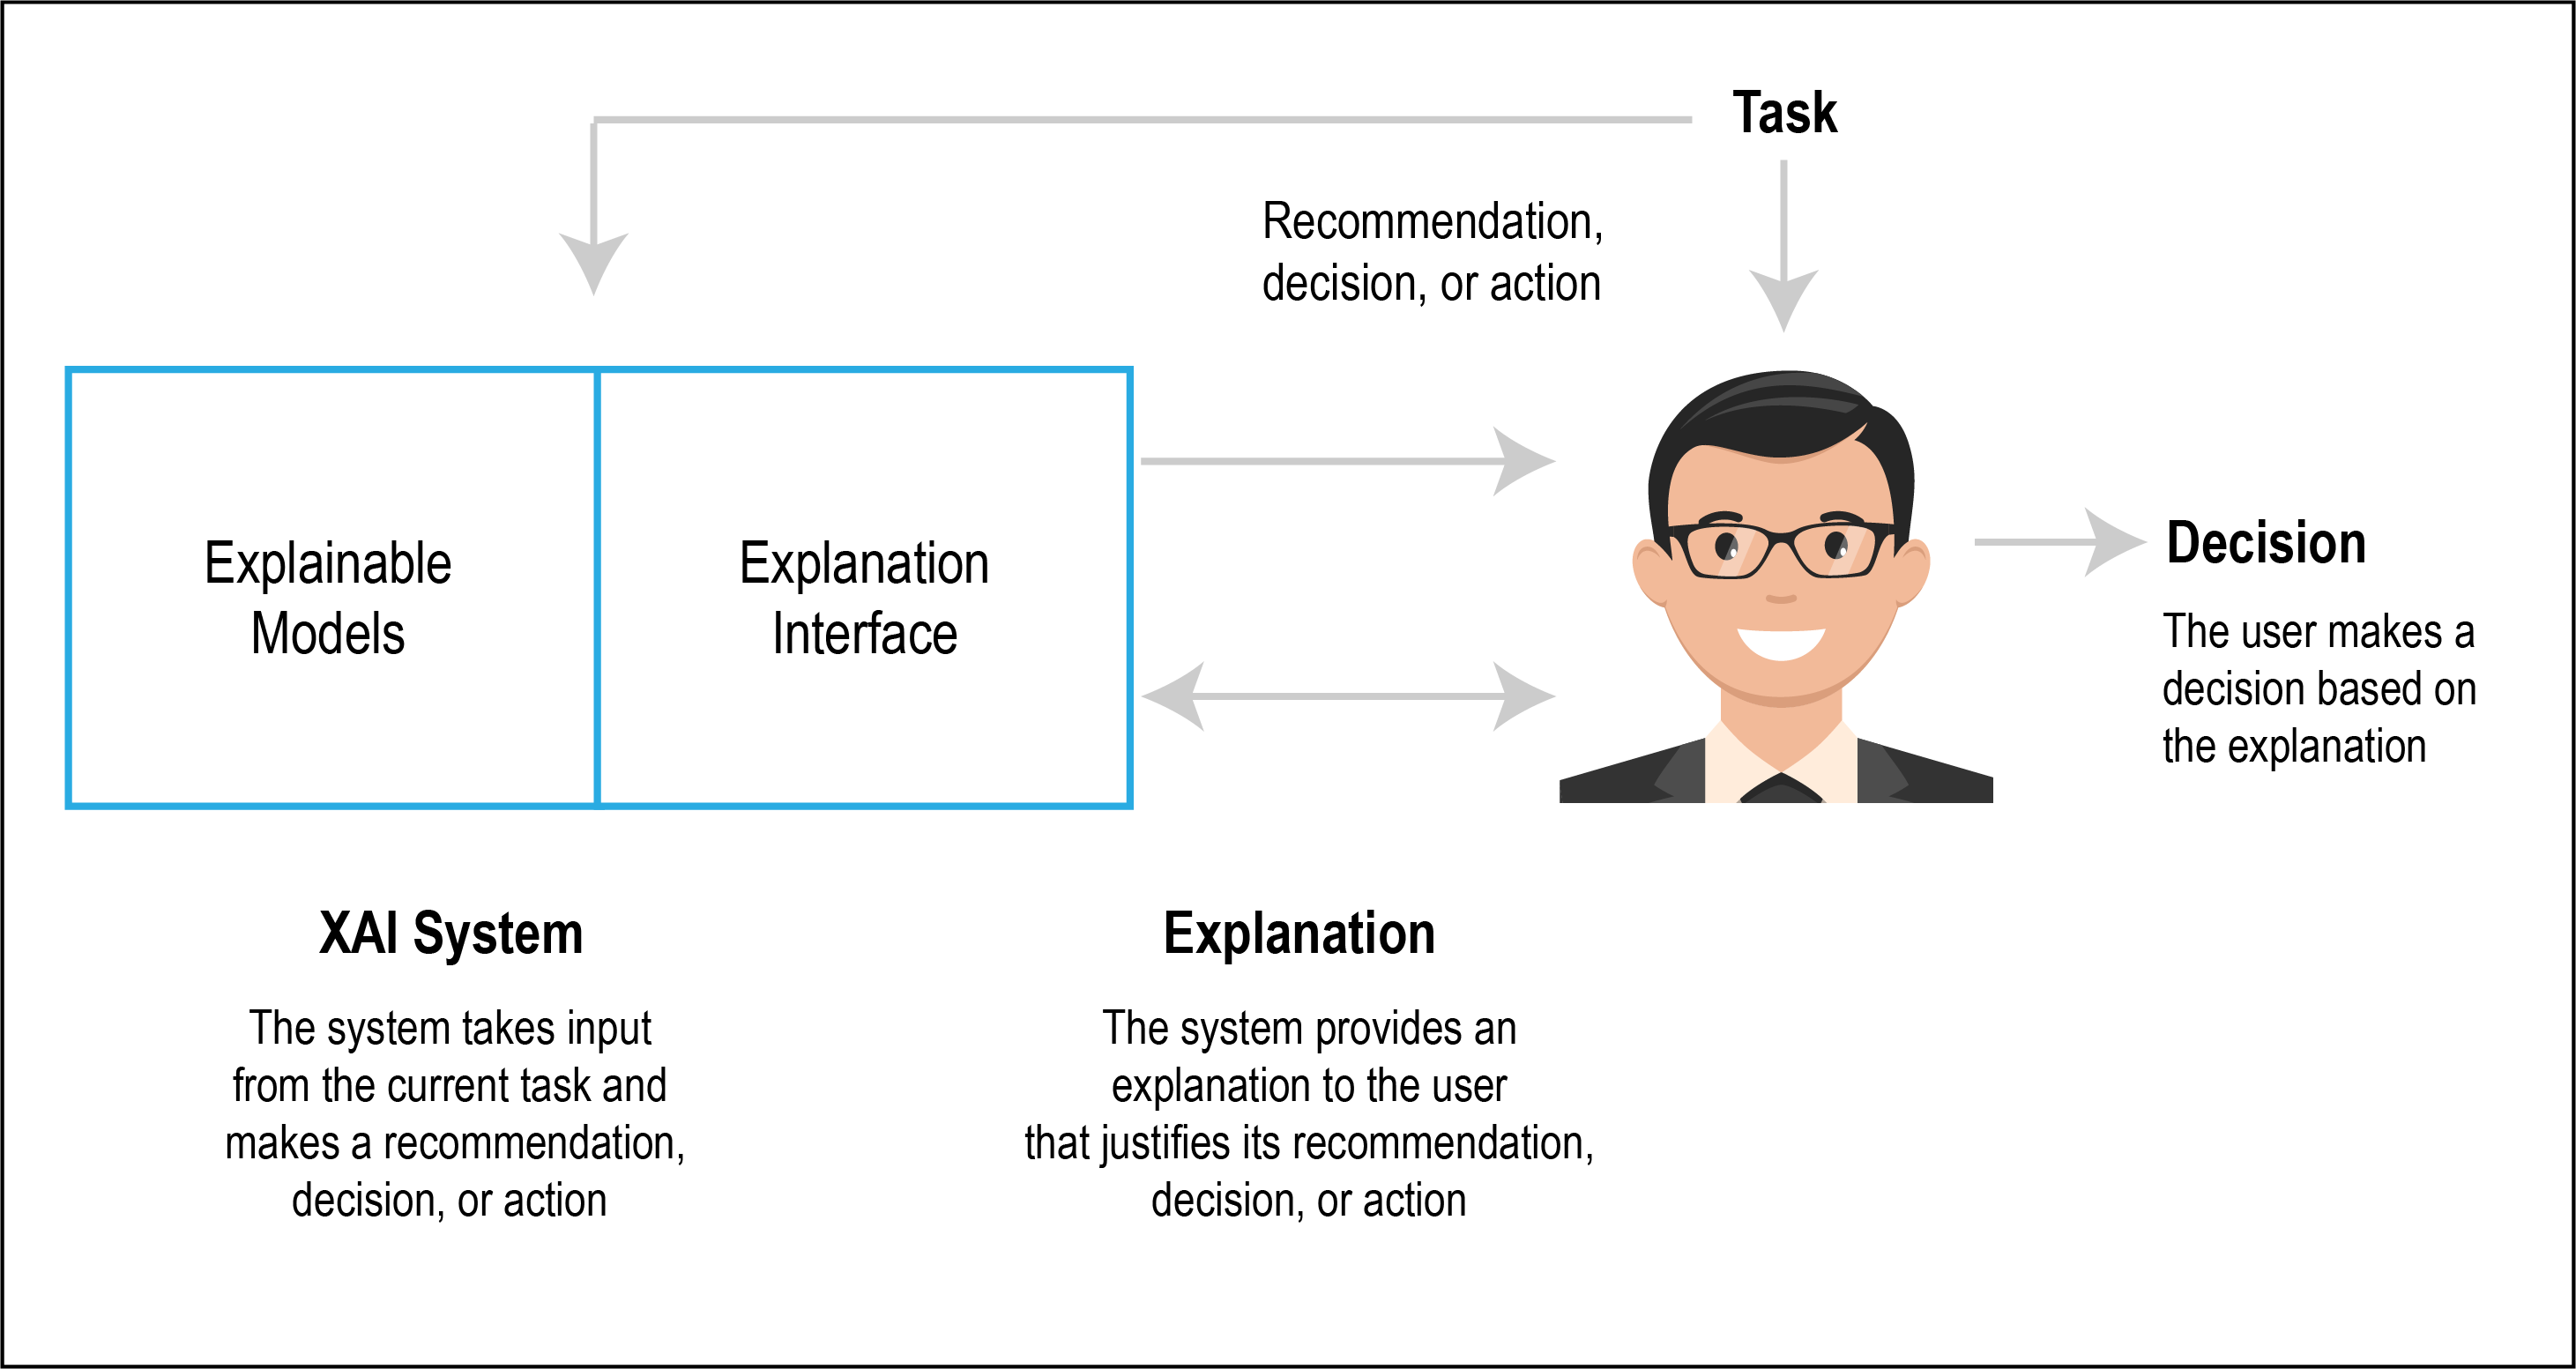 Task
Recommendation,
decision, or action
Explainable
Models
Explanation
Interface
Decision
The user makes a
decision based on
the explanation
XAI System
The system takes input
from the current task and
makes a recommendation,
decision, or action
Explanation
The system provides an
explanation to the user
that justifies its recommendation,
decision, or action